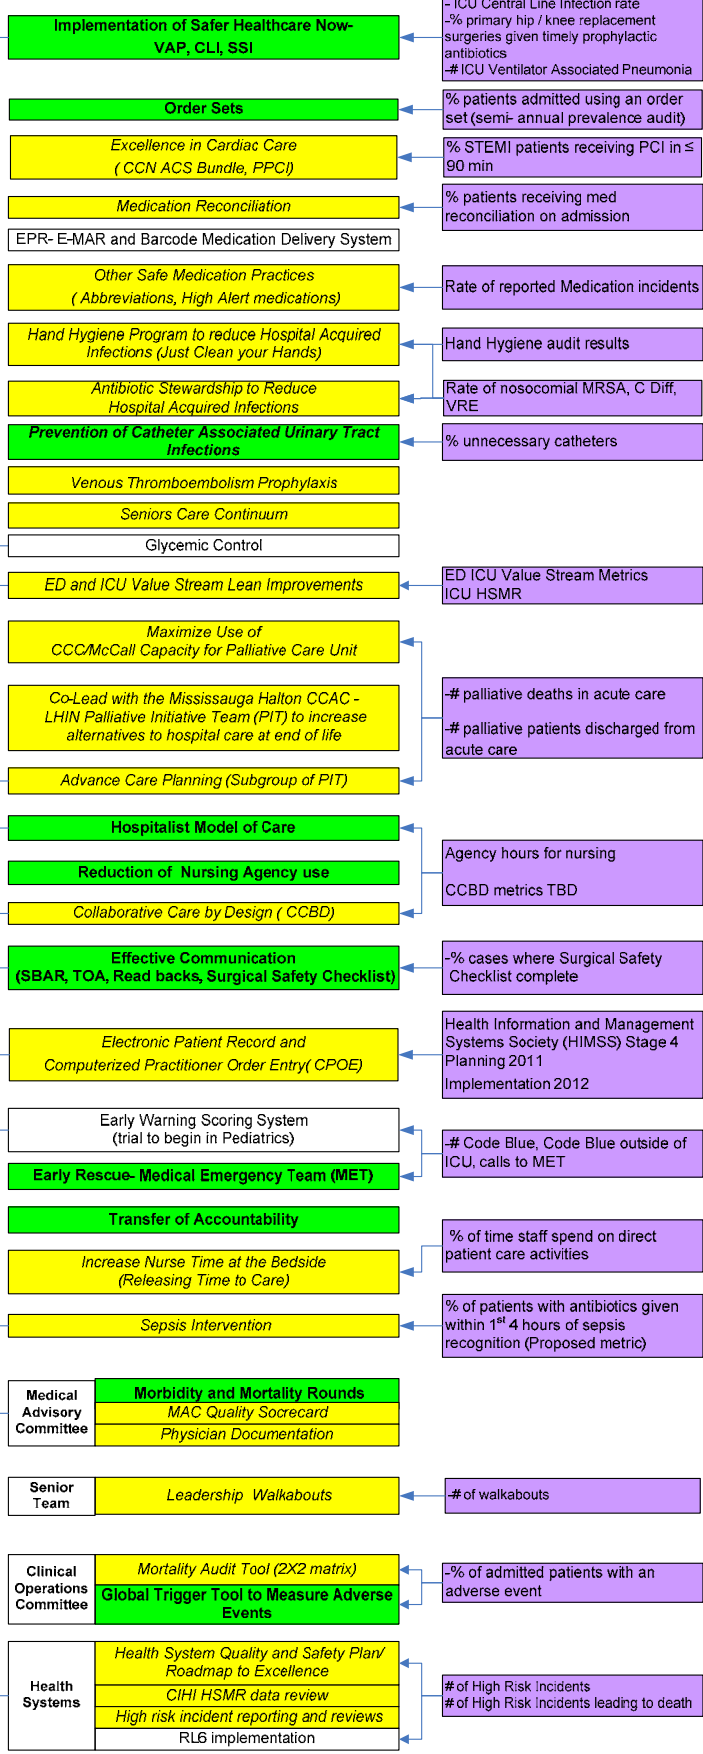 - ICU Central Line Infection rate
Implementation of Safer Healthcare Now-
VAP, CLI, SSI
-% primary hip / knee replacement
surgeries given timely prophylactic
antibiotics
-# ICU Ventilator Associated Pneumonia
Order Sets
% patients admitted using an order
set (semi- annual prevalence audit)
Excellence in Cardiac Care
( CCN ACS Bundle, PPCI)
% STEMI patients receiving PCI in ≤
90 min
Medication Reconciliation
% patients receiving med
reconciliation on admission
EPR- E-MAR and Barcode Medication Delivery System
Other Safe Medication Practices
( Abbreviations, High Alert medications)
Rate of reported Medication incidents
Hand Hygiene Program to reduce Hospital Acquired
Infections (Just Clean your Hands)
Hand Hygiene audit results
Antibiotic Stewardship to Reduce
Hospital Acquired Infections
Rate of nosocomial MRSA, C Diff,
VRE
Prevention of Catheter Associated Urinary Tract
Infections
% unnecessary catheters
Venous Thromboembolism Prophylaxis
Seniors Care Continuum
Glycemic Control
ED and ICU Value Stream Lean Improvements
ED ICU Value Stream Metrics
ICU HSMR
Maximize Use of
CCC/McCall Capacity for Palliative Care Unit
Co-Lead with the Mississauga Halton CCAC -
LHIN Palliative Initiative Team (PIT) to increase
alternatives to hospital care at end of life
-# palliative deaths in acute care
-# palliative patients discharged from
acute care
Advance Care Planning (Subgroup of PIT)
Hospitalist Model of Care
Reduction of Nursing Agency use
Agency hours for nursing
CCBD metrics TBD
Collaborative Care by Design ( CCBD)
Effective Communication
(SBAR, TOA, Read backs, Surgical Safety Checklist)
-% cases where Surgical Safety
Checklist complete
Electronic Patient Record and
Computerized Practitioner Order Entry( CPOE)
Health Information and Management
Systems Society (HIMSS) Stage 4
Planning 2011
Implementation 2012
Early Warning Scoring System
(trial to begin in Pediatrics)
-# Code Blue, Code Blue outside of
ICU, calls to MET
Early Rescue- Medical Emergency Team (MET)
Transfer of Accountability
% of time staff spend on direct
patient care activities
Increase Nurse Time at the Bedside
(Releasing Time to Care)
Sepsis Intervention
% of patients with antibiotics given
within 1st 4 hours of sepsis
recognition (Proposed metric)
Medical
Advisory
Committee
Morbidity and Mortality Rounds
MAC Quality Socrecard
Physician Documentation
Senior
Team
Leadership Walkabouts
-# of walkabouts
Clinical
Operations
Committee
Mortality Audit Tool (2X2 matrix)
Global Trigger Tool to Measure Adverse
Events
-% of admitted patients with an
adverse event
Health
Systems
Health System Quality and Safety Plan/
Roadmap to Excellence
CIHI HSMR data review
High risk incident reporting and reviews
RL6 implementation
# of High Risk Incidents
# of High Risk Incidents leading to death